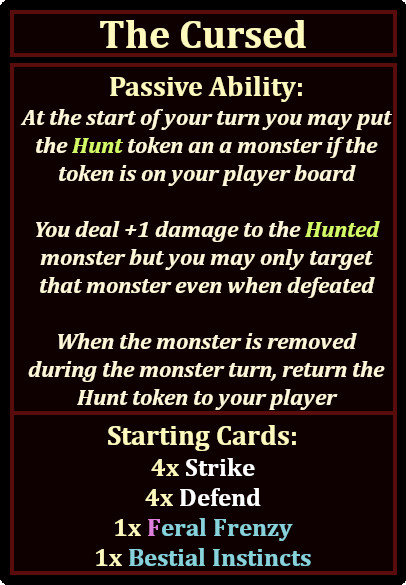 The Cursed
Passive Ability:
At the start of your turn you may put
the Hunt token an a monster if the
token is on your player board
You deal +1 damage to the Hunted
monster but you may only target
that monster even when defeated
When the monster is removed
during the monster turn, return the
Hunt token to your player
Starting Cards:
4x Strike
4x Defend
1x Feral Frenzy
1x Bestial Instincts